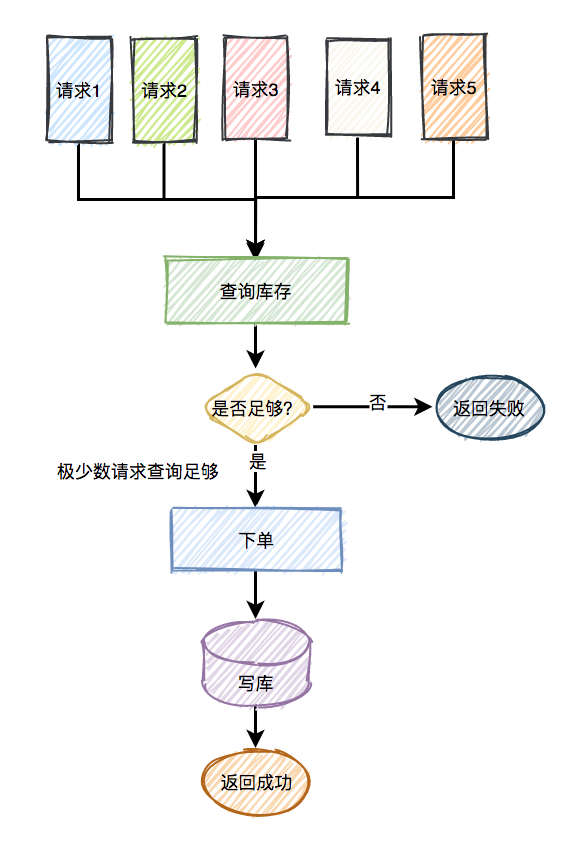 请求1
请求2
请求3
请求4
请求5
查询库存
是否足够?
否
返回失败
是
极少数请求查询足够
下单
写库
返回成功